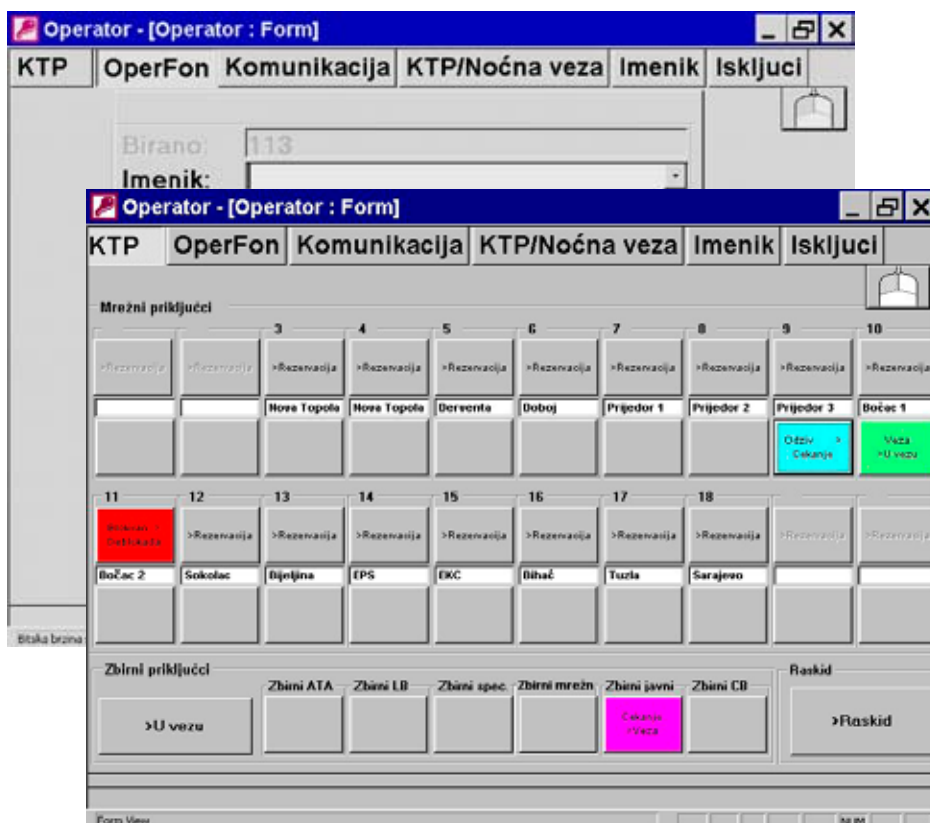 Operator - [Operator : Form]
KTP OperFon Komunikacija KTP/Noćna veza Imenik Iskljuci
Birano: 113
Imenik:
Operator - [Operator : Form]
KTP OperFon Komunikacija KTP/Noćna veza Imenik Iskljuci
Mrežni priključci
3 4 5 6 7 8 9 10
>Rezervacija >Rezervacija >Rezervacija >Rezervacija >Rezervacija >Rezervacija >Rezervacija >Rezervacija >Rezervacija >Rezervacija
Nova Topola Nova Topola Derventa Doboj Prijedor 1 Prijedor 2 Prijedor 3 Bočac 1
Odziv > Veza
Cekanje >U vezu
11 12 13 14 15 16 17 18
>Rezervacija >Rezervacija >Rezervacija >Rezervacija >Rezervacija >Rezervacija >Rezervacija >Rezervacija >Rezervacija
Bočac 2 Sokolac Bijeljina EPS EKC Bihać Tuzla Sarajevo
Bitska brzina
Zbirni priključci Raskid
Zbirni ATA Zbirni LB Zbirni spec. Zbirni mrežn Zbirni javni Zbirni CB
>U vezu Cekanje >Veza >Raskid
Form View NUM